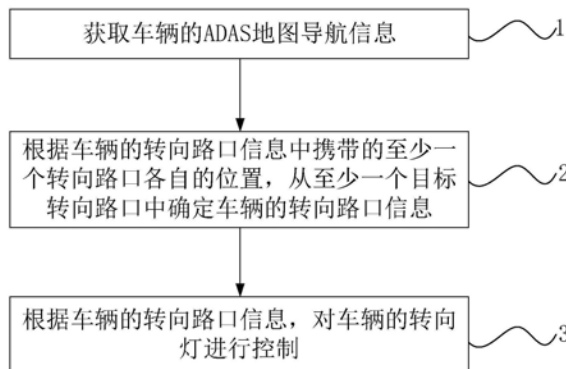 获取车辆的ADAS地图导航信息
1
根据车辆的转向路口信息中携带的至少一
个转向路口各自的位置，从至少一个目标
转向路口中确定车辆的转向路口信息
2
根据车辆的转向路口信息，对车辆的转向
灯进行控制
3